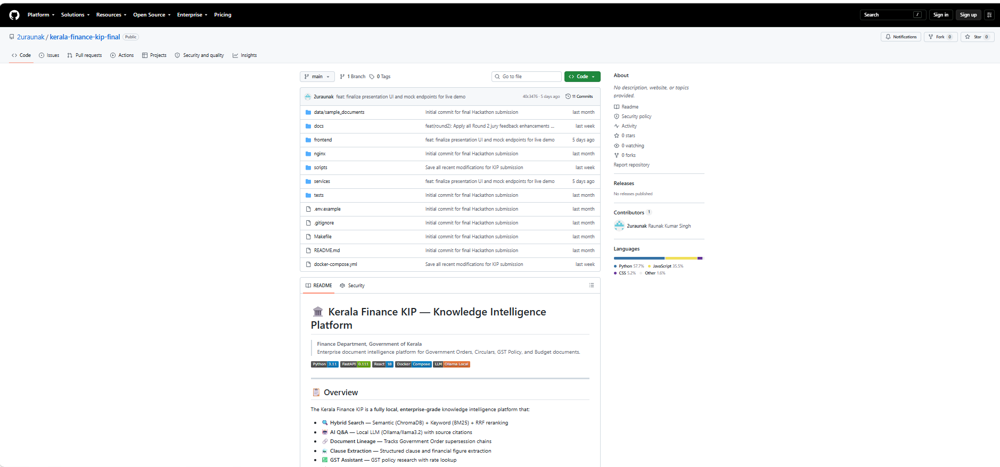 Platform Solutions Resources Open Source Enterprise Pricing Search / Sign in Sign up
2uraunak / kerala-finance-kip-final Public Notifications Fork 0 Star 0
Code Issues Pull requests Actions Projects Security and quality Insights
main 1 Branch 0 Tags Go to file Code
2uraunak feat: finalize presentation UI and mock endpoints for live demo 40c3476 · 5 days ago 11 Commits
data/sample_documents Initial commit for final Hackathon submission last month
docs feat(round2): Apply all Round 2 jury feedback enhancements ... last week
frontend feat: finalize presentation UI and mock endpoints for live demo 5 days ago
nginx Initial commit for final Hackathon submission last month
scripts Save all recent modifications for KIP submission last week
services feat: finalize presentation UI and mock endpoints for live demo 5 days ago
tests Initial commit for final Hackathon submission last month
.env.example Initial commit for final Hackathon submission last month
.gitignore Initial commit for final Hackathon submission last month
Makefile Initial commit for final Hackathon submission last month
README.md Initial commit for final Hackathon submission last month
docker-compose.yml Save all recent modifications for KIP submission last week
README Security
Kerala Finance KIP — Knowledge Intelligence
Platform
Finance Department, Government of Kerala
Enterprise document intelligence platform for Government Orders, Circulars, GST Policy, and Budget documents.
Python 3.11 FastAPI 0.111 React 18 Docker Compose LLM Ollama Local
Overview
The Kerala Finance KIP is a fully local, enterprise-grade knowledge intelligence platform that:
• Hybrid Search — Semantic (ChromaDB) + Keyword (BM25) + RRF reranking
• AI Q&A — Local LLM (Ollama/llama3.2) with source citations
• Document Lineage — Tracks Government Order supersession chains
• Clause Extraction — Structured clause and financial figure extraction
• GST Assistant — GST policy research with rate lookup
About
No description, website, or topics
provided.
Readme
Security policy
Activity
0 stars
0 watching
0 forks
Report repository
Releases
No releases published
Contributors 1
2uraunak Raunak Kumar Singh
Languages
Python 57.7% JavaScript 35.5%
CSS 5.2% Other 1.6%